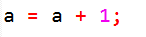 a = a + 1;